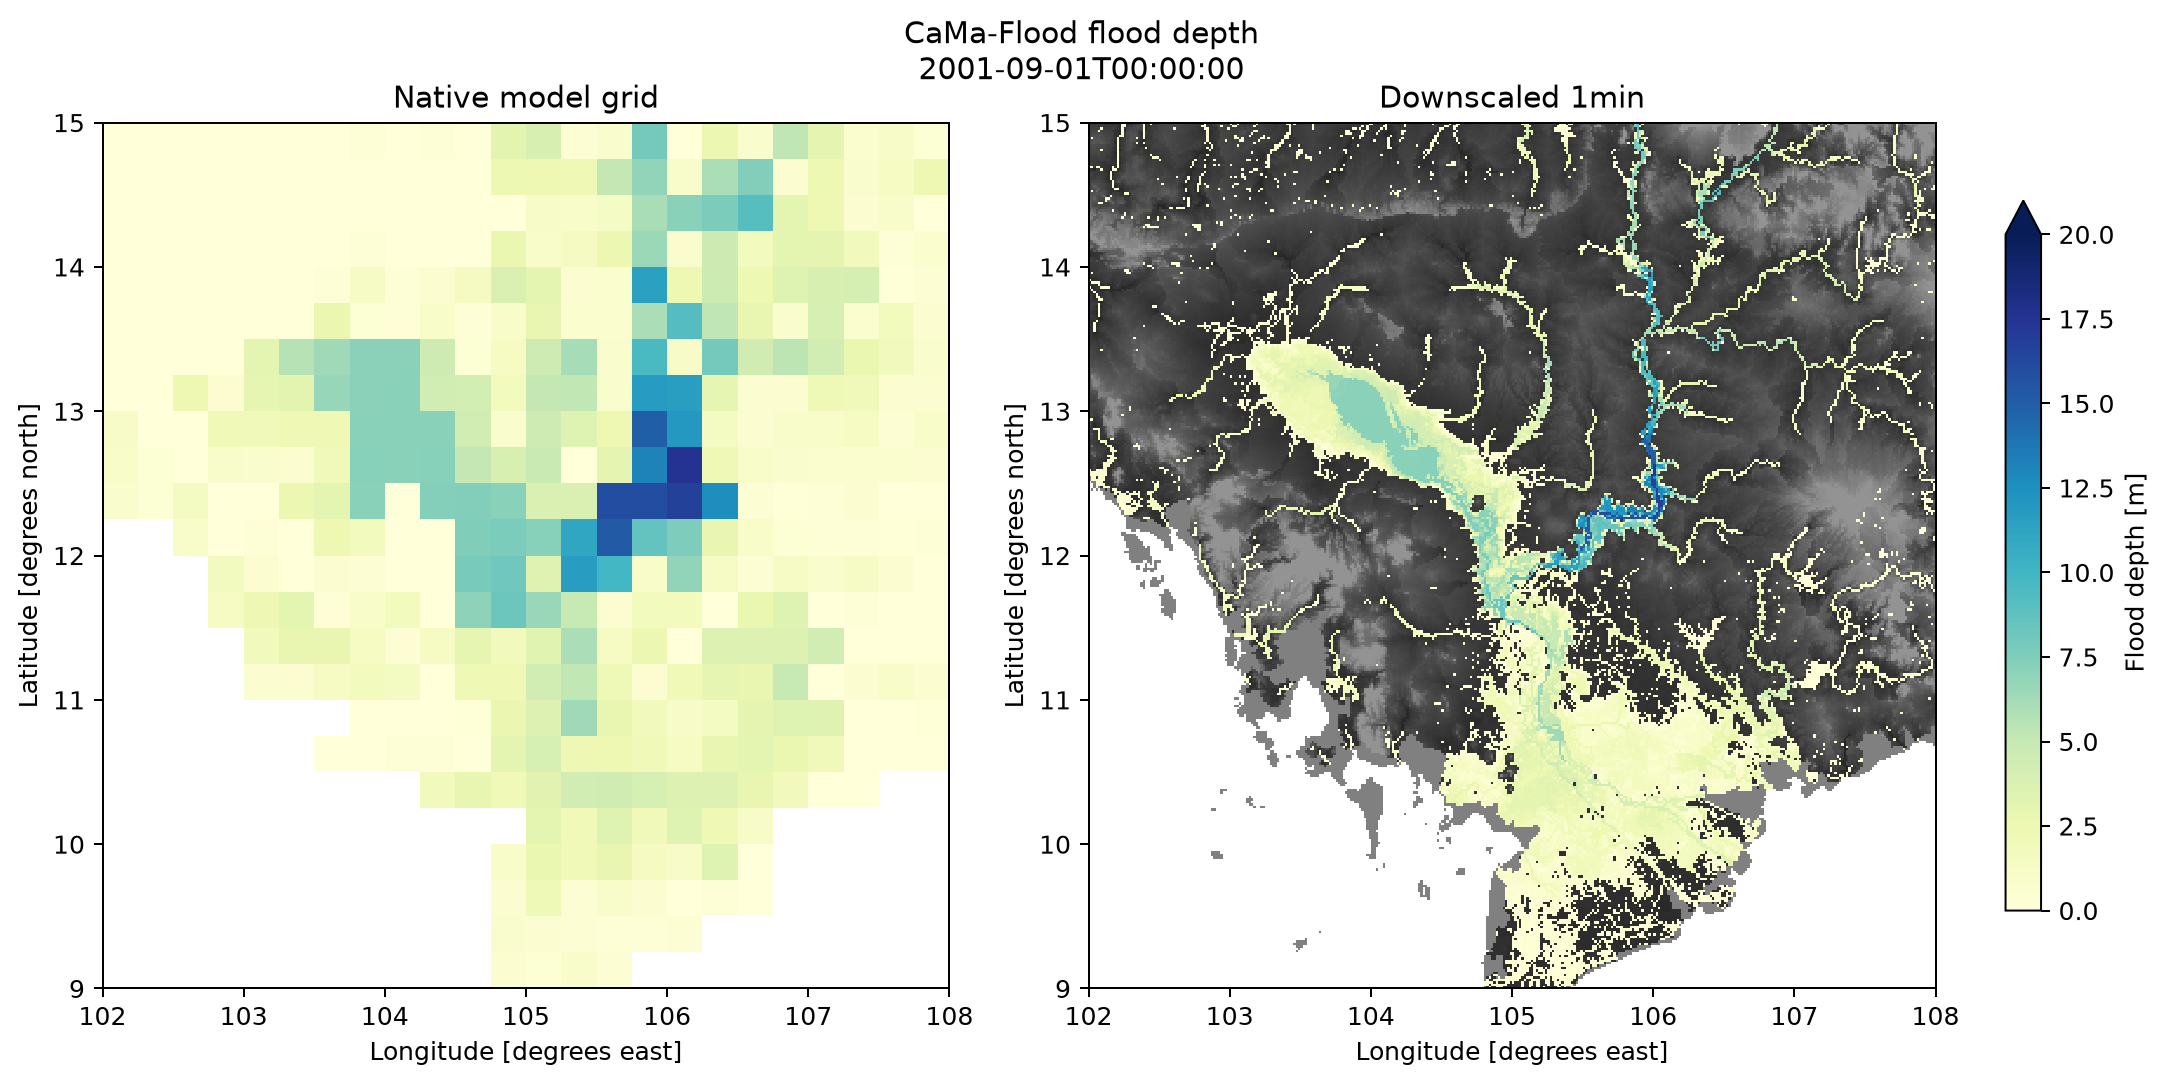 CaMa-Flood flood depth
2001-09-01T00:00:00
Native model grid
15
14
13
12
11
10
9
Latitude [degrees north]
102 103 104 105 106 107 108
Longitude [degrees east]
Downscaled 1min
15
14
13
12
11
10
9
Latitude [degrees north]
102 103 104 105 106 107 108
Longitude [degrees east]
20.0
17.5
15.0
12.5
10.0
7.5
5.0
2.5
0.0
Flood depth [m]